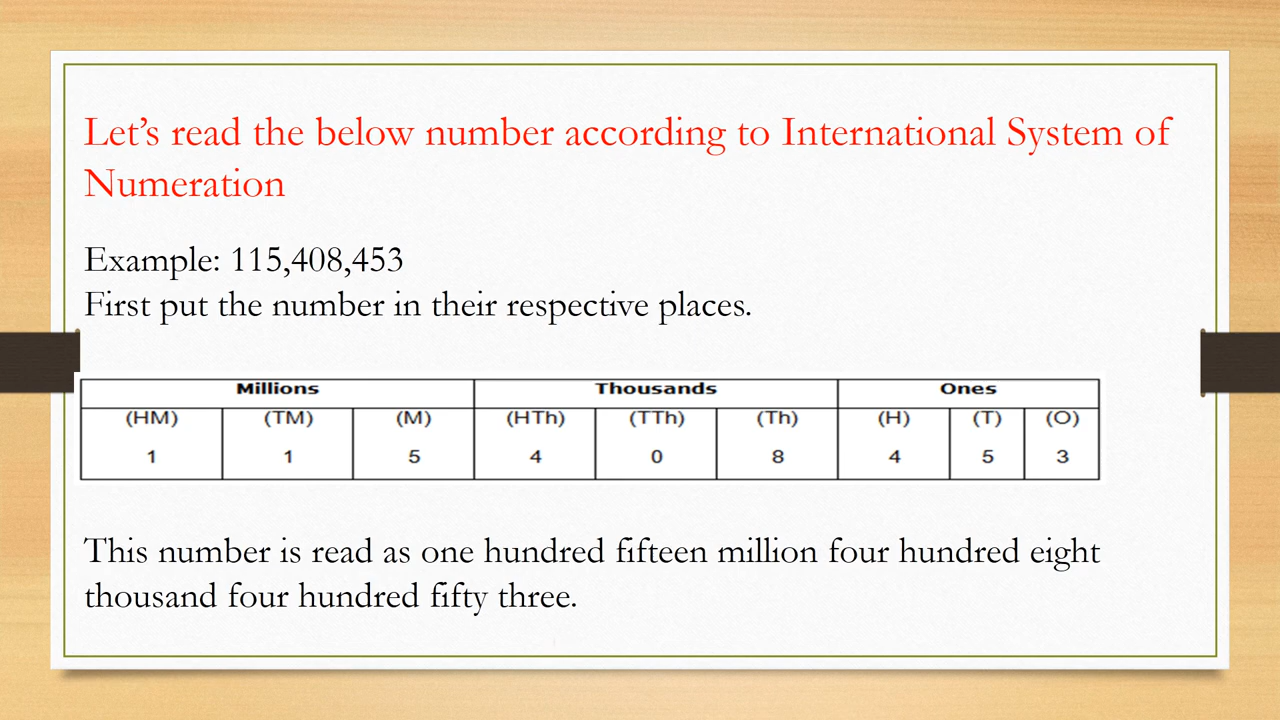 Let’s read the below number according to International System of
Numeration
Example: 115,408,453
First put the number in their respective places.
Millions Thousands Ones
(HM) (TM) (M) (HTh) (TTh) (Th) (H) (T) (O)
1 1 5 4 0 8 4 5 3
This number is read as one hundred fifteen million four hundred eight
thousand four hundred fifty three.